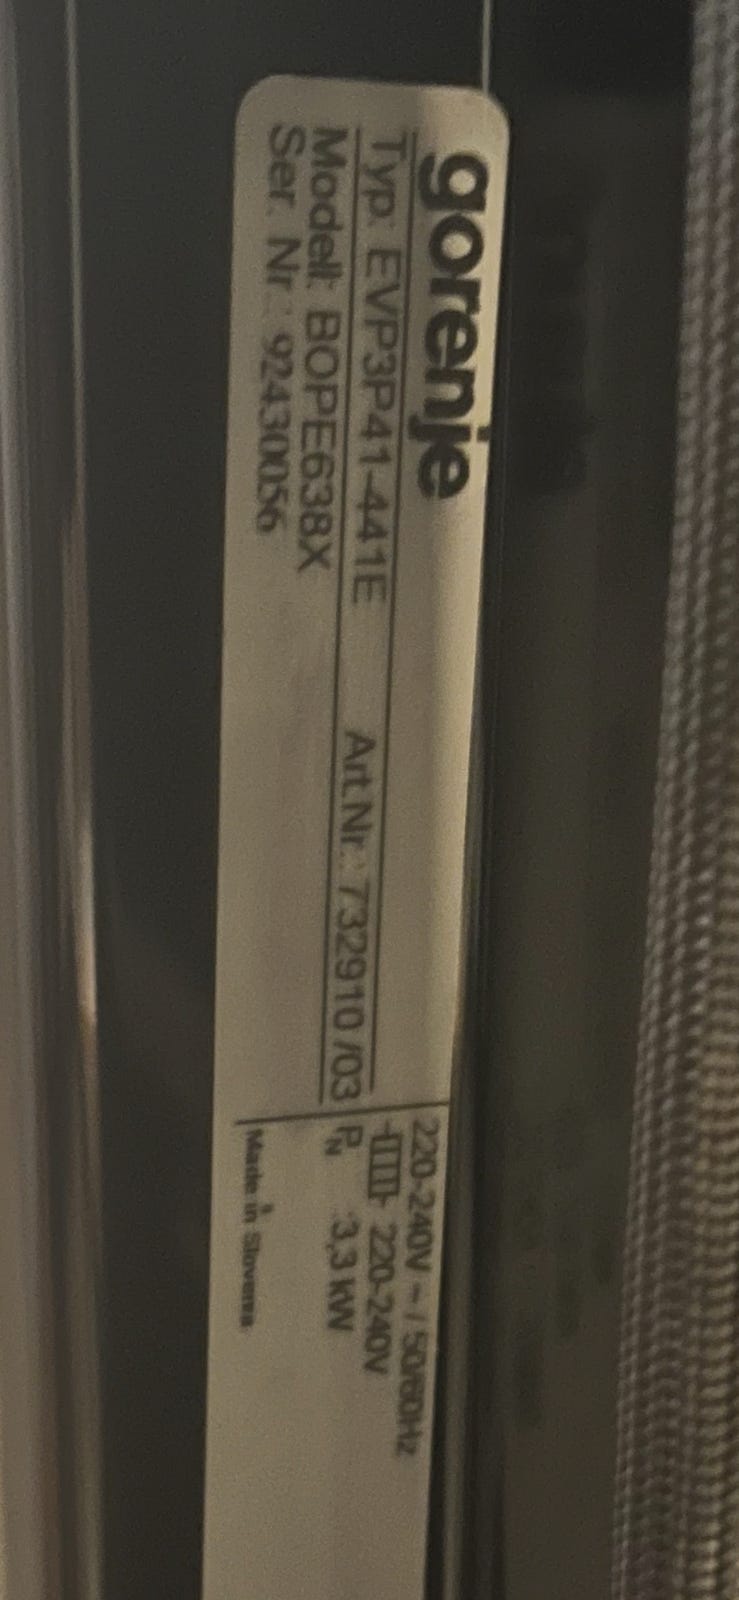 gorenje
Typ: EVP3P41-441E Art.Nr.: 732910 /03
Modell: BOPE638X
Ser. Nr.: 92430056
220-240V ~ / 50/60Hz
220-240V
PN 3,3 kW
Made in Slovenia